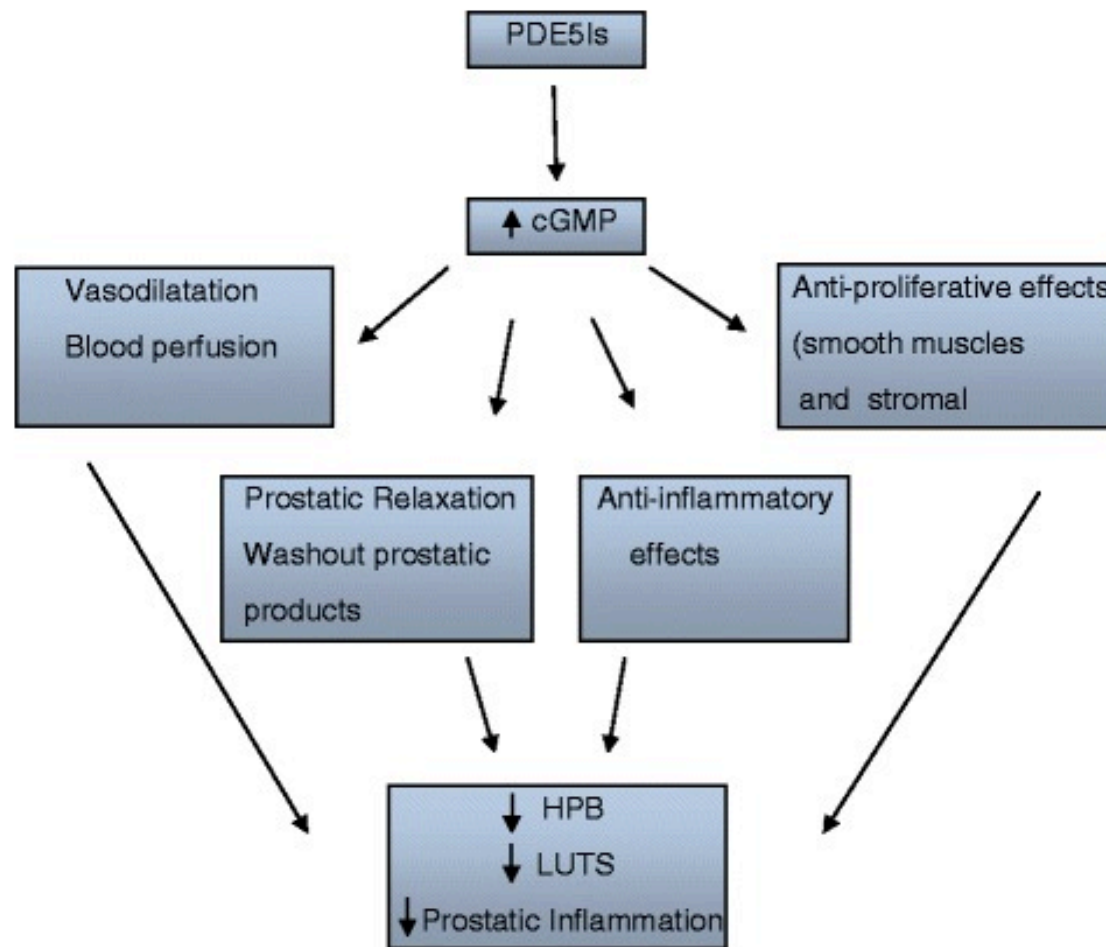 PDE5Is
↑ cGMP
Vasodilatation
Blood perfusion
Anti-proliferative effects
(smooth muscles
and stromal
Prostatic Relaxation
Washout prostatic
products
Anti-inflammatory
effects
↓ HPB
↓ LUTS
↓ Prostatic Inflammation